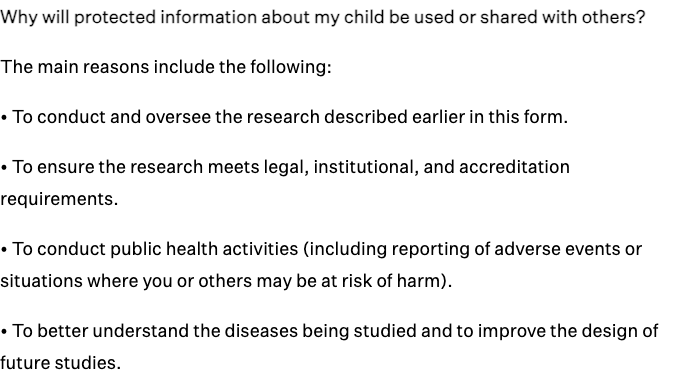 Why will protected information about my child be used or shared with others?
The main reasons include the following:
• To conduct and oversee the research described earlier in this form.
• To ensure the research meets legal, institutional, and accreditation
requirements.
• To conduct public health activities (including reporting of adverse events or
situations where you or others may be at risk of harm).
• To better understand the diseases being studied and to improve the design of
future studies.